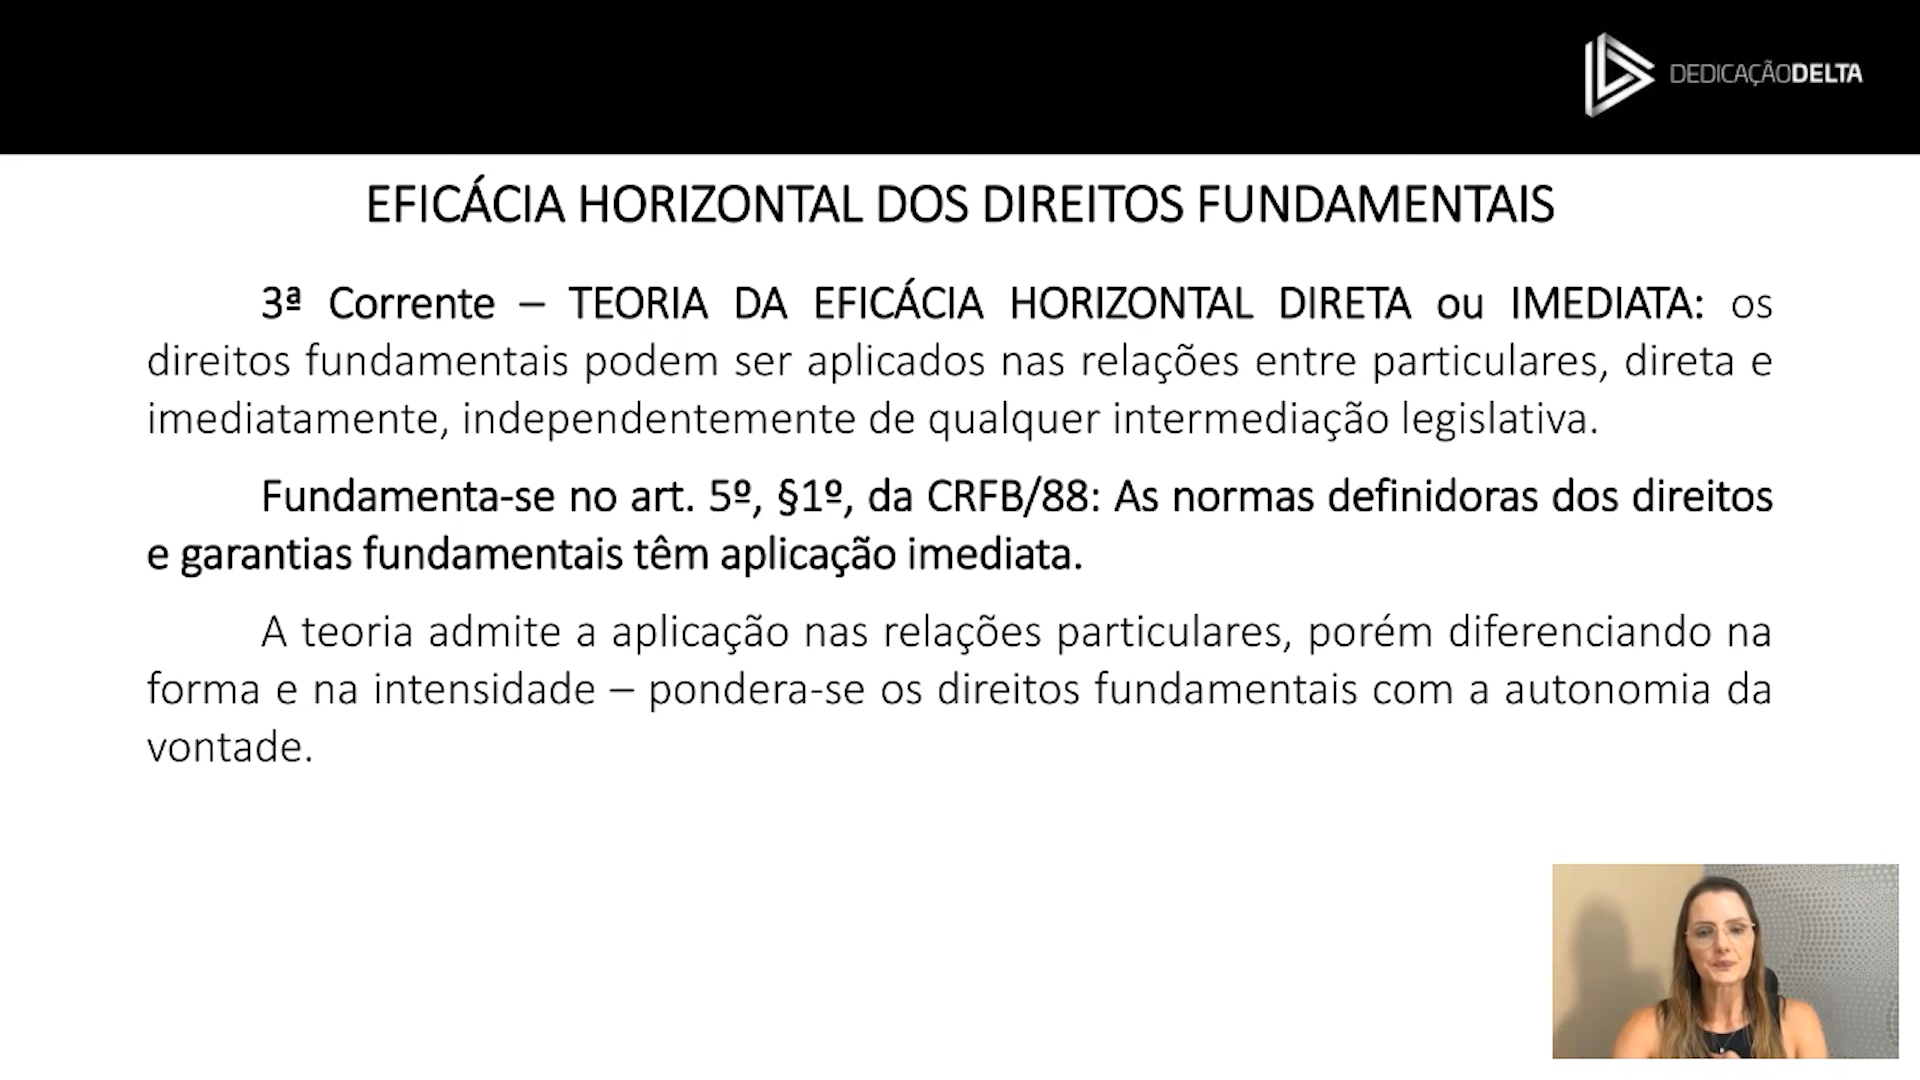 DEDICAÇÃODELTA
EFICÁCIA HORIZONTAL DOS DIREITOS FUNDAMENTAIS
3ª Corrente – TEORIA DA EFICÁCIA HORIZONTAL DIRETA ou IMEDIATA: os
direitos fundamentais podem ser aplicados nas relações entre particulares, direta e
imediatamente, independentemente de qualquer intermediação legislativa.
Fundamenta-se no art. 5º, §1º, da CRFB/88: As normas definidoras dos direitos
e garantias fundamentais têm aplicação imediata.
A teoria admite a aplicação nas relações particulares, porém diferenciando na
forma e na intensidade – pondera-se os direitos fundamentais com a autonomia da
vontade.